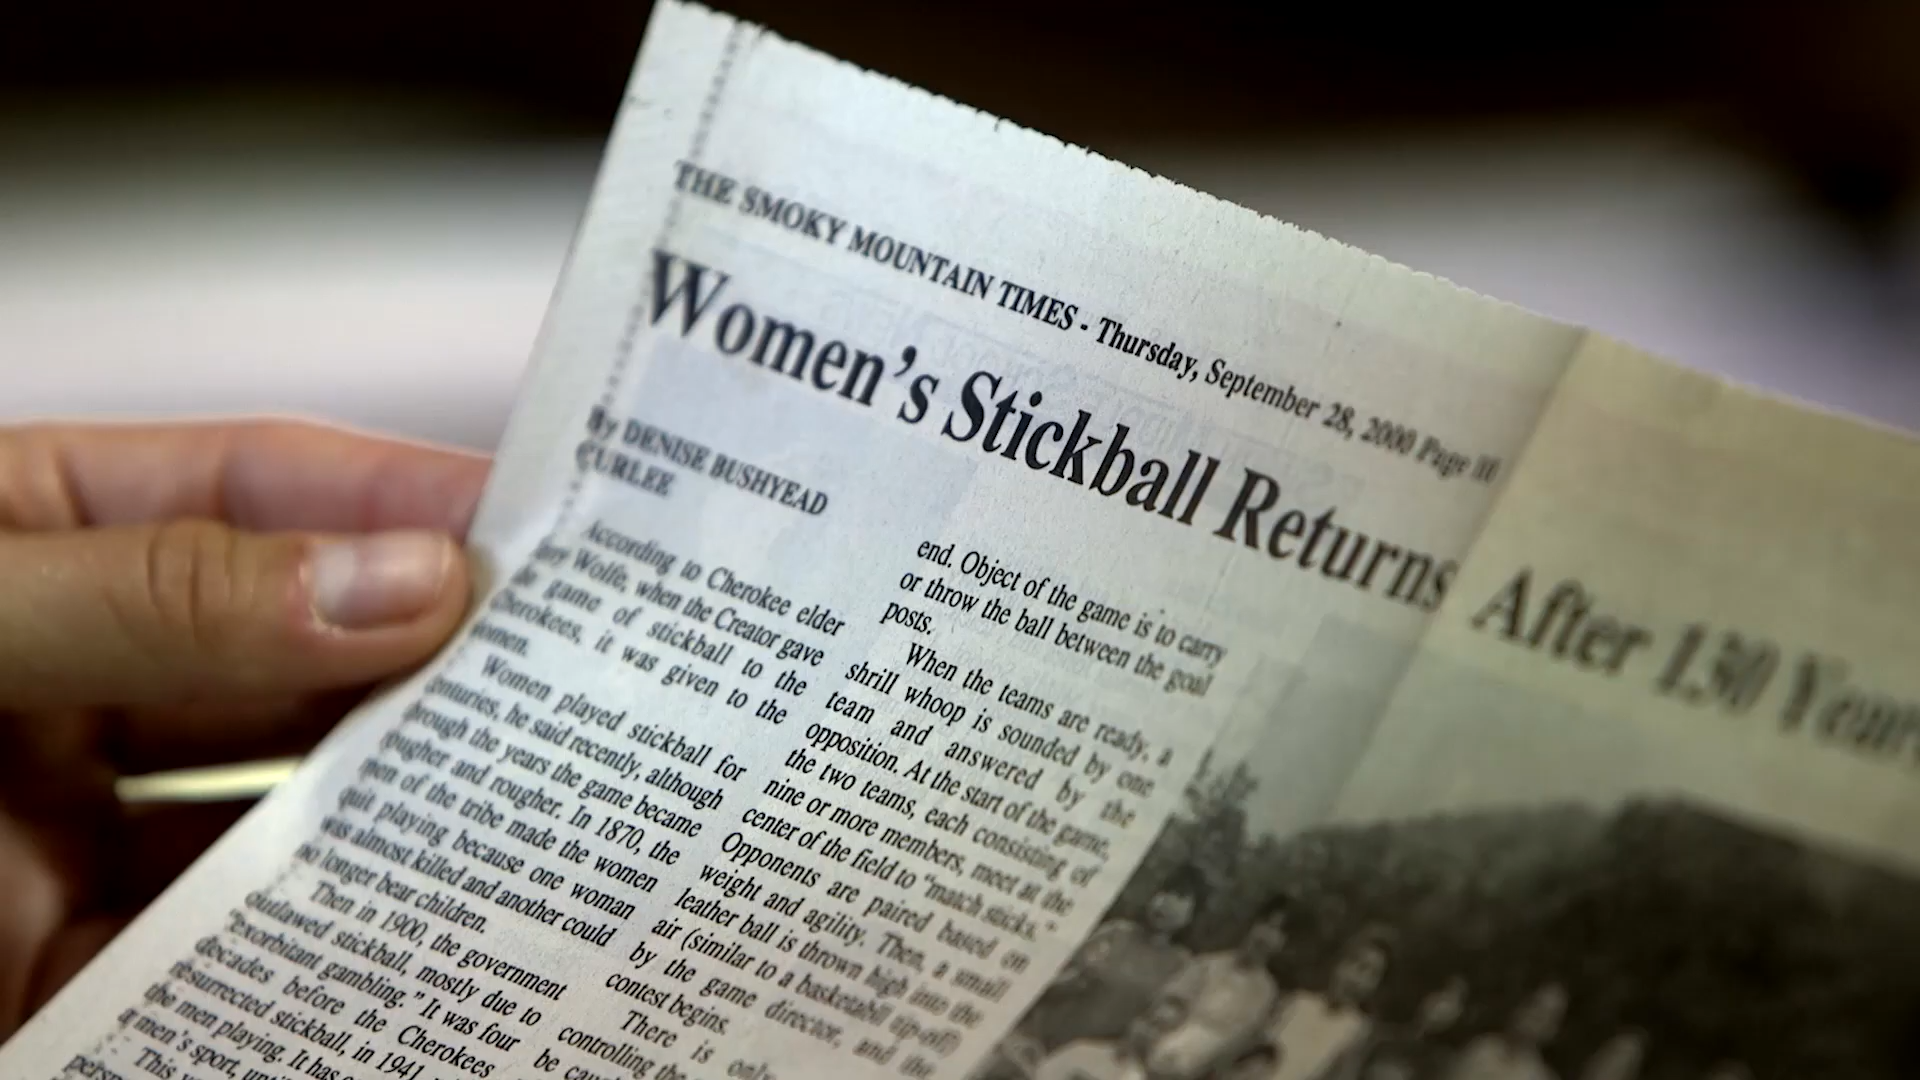 THE SMOKY MOUNTAIN TIMES - Thursday, September 28, 2000 Page
Women's Stickball Returns After 130 Years
By DENISE BUSHYEAD
CURLEE
According to Cherokee elder
Wolfe, when the Creator gave
game of stickball to the
Cherokees, it was given to the
women.
Women played stickball for
centuries, he said recently, although
through the years the game became
rougher and rougher. In 1870, the
men of the tribe made the women
quit playing because one woman
was almost killed and another could
no longer bear children.
Then in 1900, the government
outlawed stickball, mostly due to
"exorbitant gambling." It was four
decades before the Cherokees
resurrected stickball, in 1941,
the men playing. It has
a men's sport,
This
end. Object of the game is to carry
or throw the ball between the goal
posts.
When the teams are ready, a
shrill whoop is sounded by one
team and answered by the
opposition. At the start of the game,
the two teams, each consisting of
nine or more members, meet at the
center of the field to "match sticks."
Opponents are paired based on
weight and agility. Then, a small
leather ball is thrown high into the
air (similar to a basketball tip-off)
by the game director, and the
contest begins.
There is only
controlling the
be